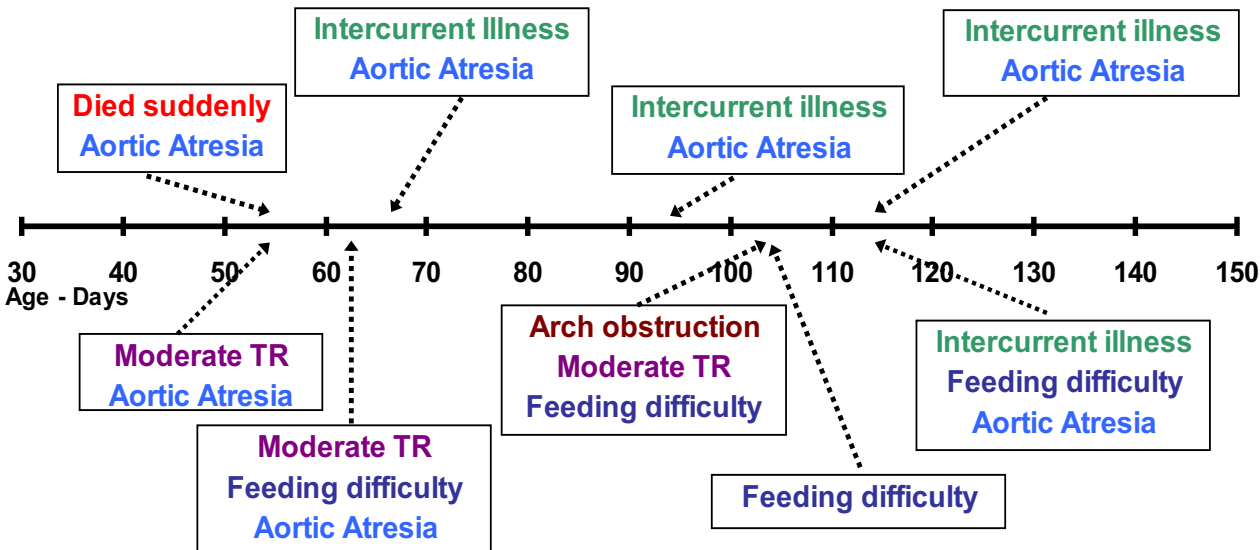 Intercurrent Illness
Aortic Atresia
Intercurrent illness
Aortic Atresia
Died suddenly
Aortic Atresia
Intercurrent illness
Aortic Atresia
30 40 50 60 70 80 90 100 110 120 130 140 150
Age - Days
Moderate TR
Aortic Atresia
Arch obstruction
Moderate TR
Feeding difficulty
Intercurrent illness
Feeding difficulty
Aortic Atresia
Moderate TR
Feeding difficulty
Aortic Atresia
Feeding difficulty